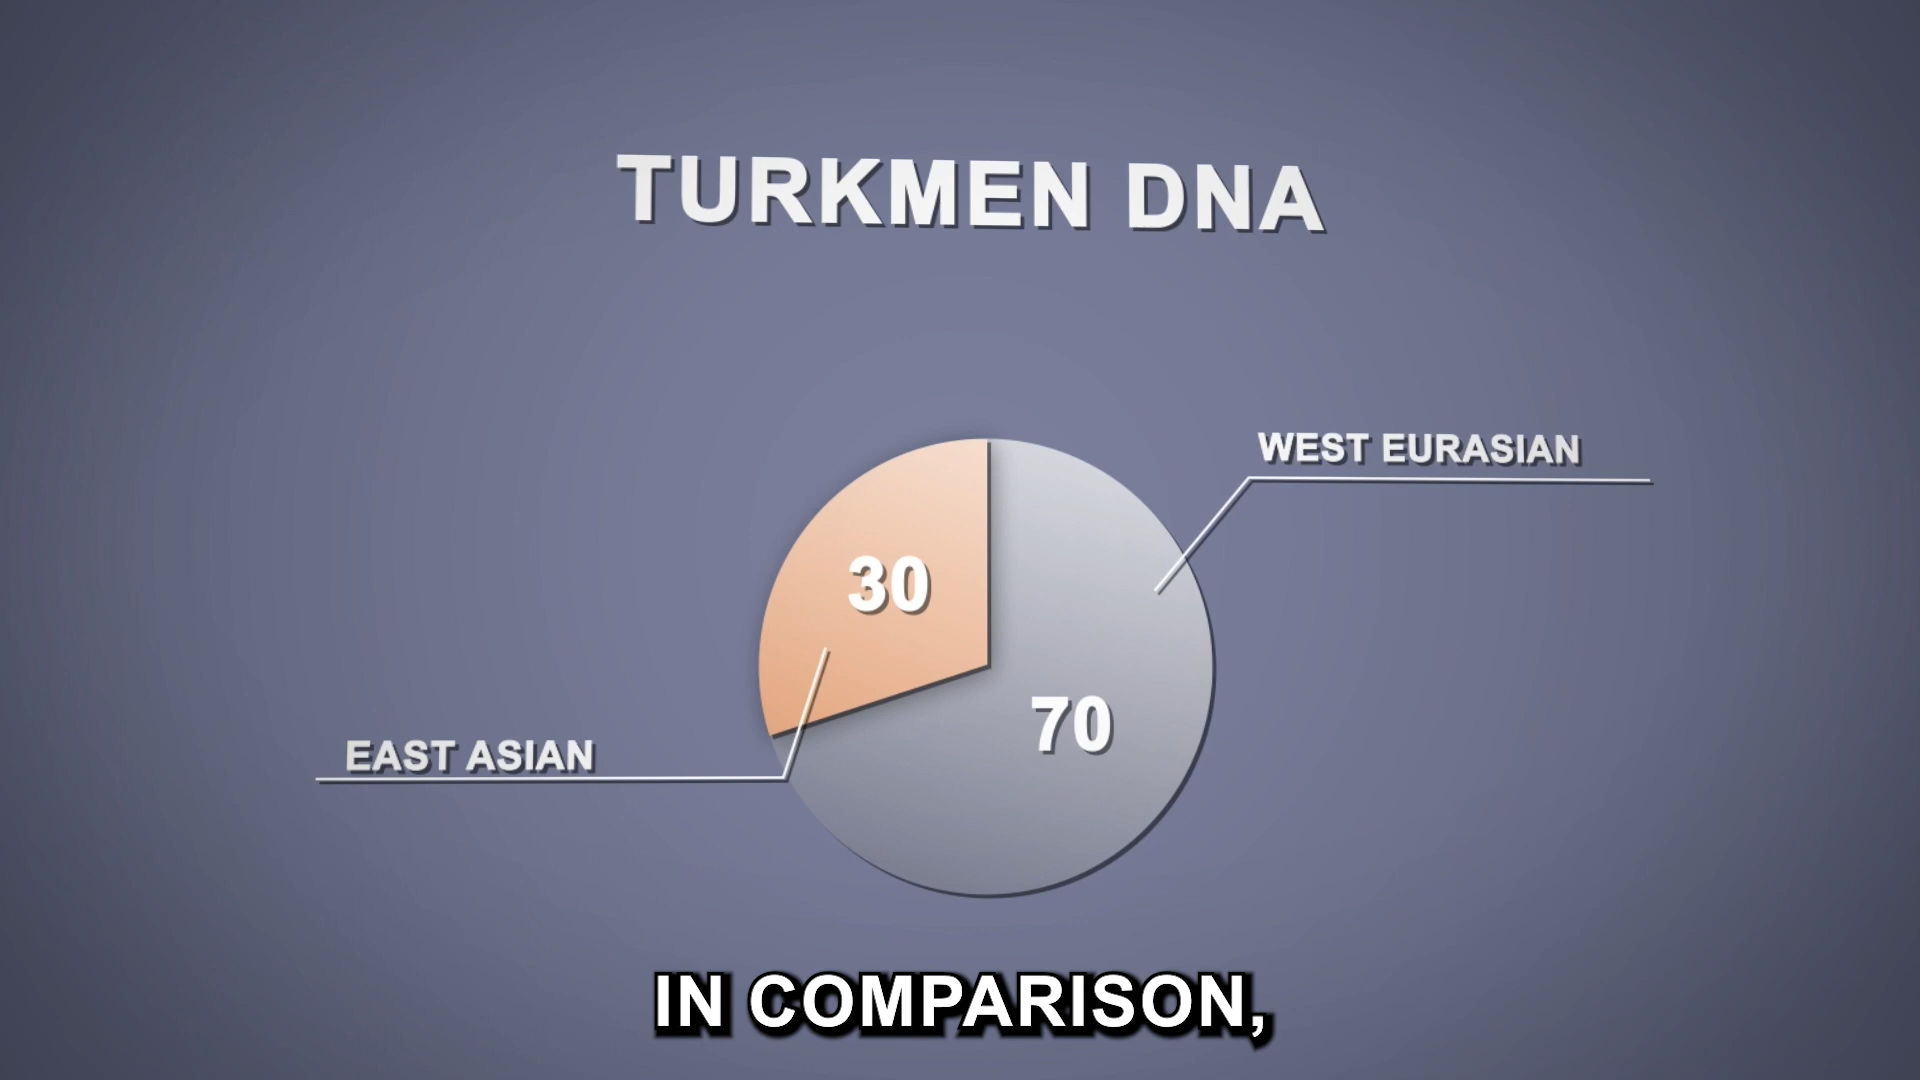 TURKMEN DNA
WEST EURASIAN
30
70
EAST ASIAN
IN COMPARISON,